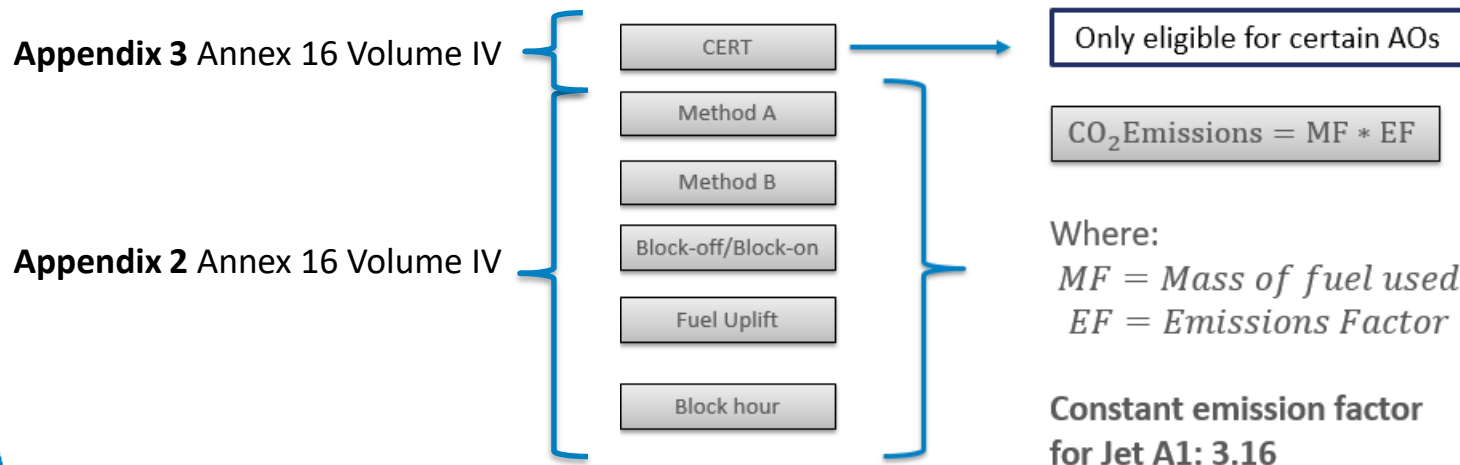 Appendix 3 Annex 16 Volume IV
CERT
Only eligible for certain AOs
Method A
CO₂Emissions = MF * EF
Method B
Appendix 2 Annex 16 Volume IV
Block-off/Block-on
Where:
MF = Mass of fuel used
EF = Emissions Factor
Fuel Uplift
Block hour
Constant emission factor
for Jet A1: 3.16